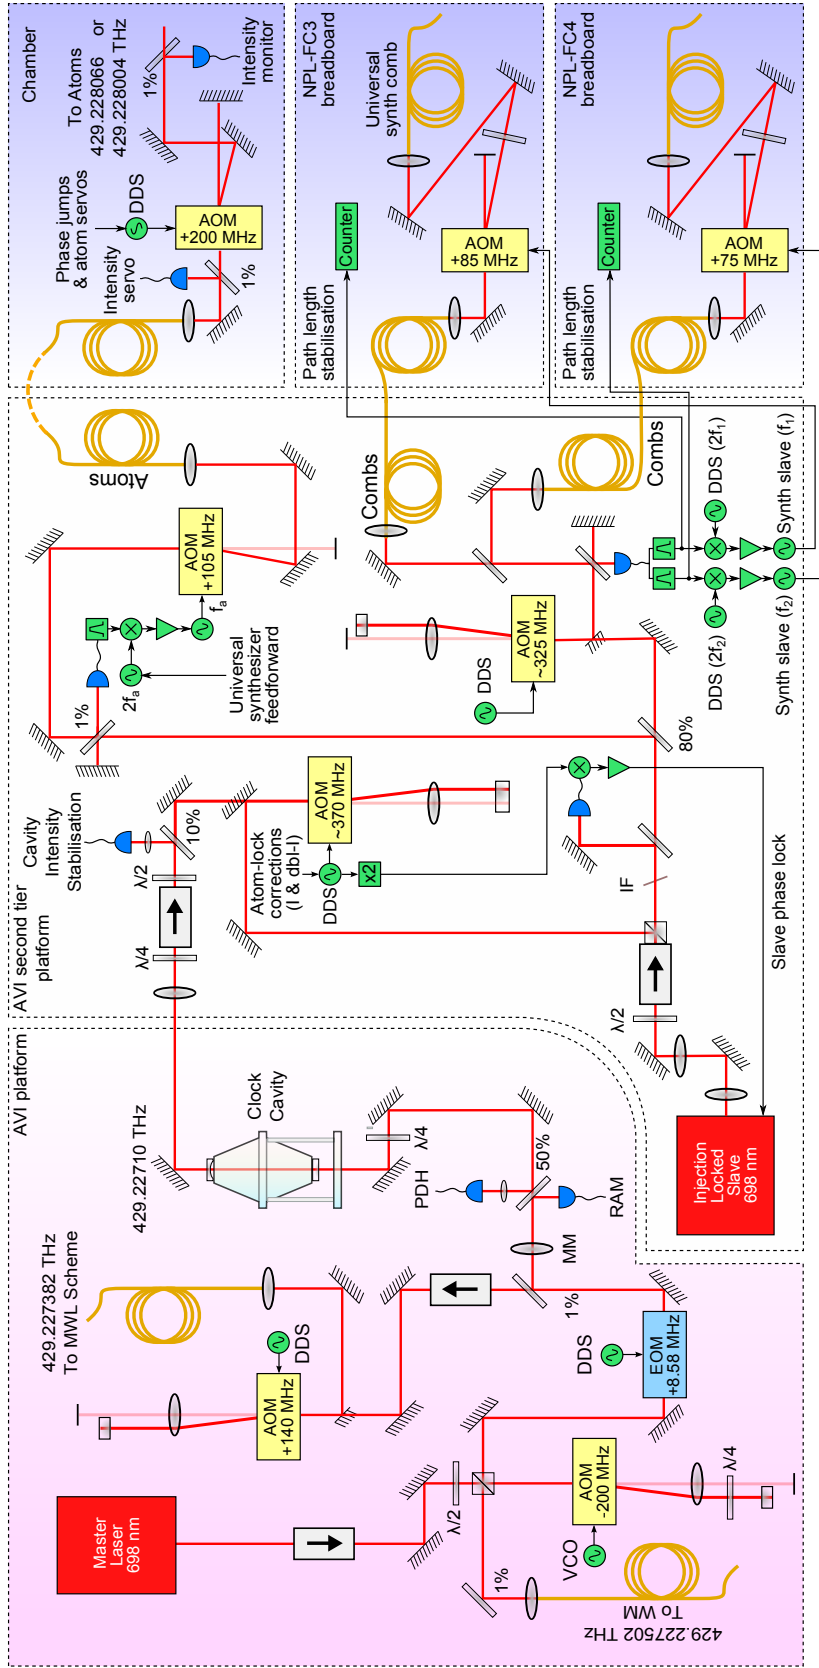 Chamber
To Atoms
429.228066 or
429.228004 THz
1%
Intensity
monitor
Phase jumps
& atom servos
DDS
AOM
+200 MHz
Intensity
servo
1%
NPL-FC3
breadboard
Universal
synth comb
Counter
AOM
+85 MHz
Path length
stabilisation
NPL-FC4
breadboard
Counter
AOM
+75 MHz
Path length
stabilisation
AVI second tier
platform
Atoms
AOM
+105 MHz
fₐ
2fₐ
1%
Universal
synthesizer
feedforward
Combs
Combs
AOM
~325 MHz
DDS
DDS (2f₁)
DDS (2f₂)
Synth slave (f₁)
Synth slave (f₂)
80%
Cavity
Intensity
Stabilisation
10%
λ/2
λ/4
AOM
~370 MHz
Atom-lock
corrections
(I & dbl-I)
DDS
x2
IF
Slave phase lock
λ/2
Injection
Locked
Slave
698 nm
AVI platform
429.22710 THz
Clock
Cavity
λ/4
PDH
50%
RAM
MM
1%
429.227382 THz
To MWL Scheme
DDS
AOM
+140 MHz
DDS
EOM
+8.58 MHz
Master
Laser
698 nm
λ/2
AOM
-200 MHz
λ/4
VCO
1%
To WM
429.227502 THz